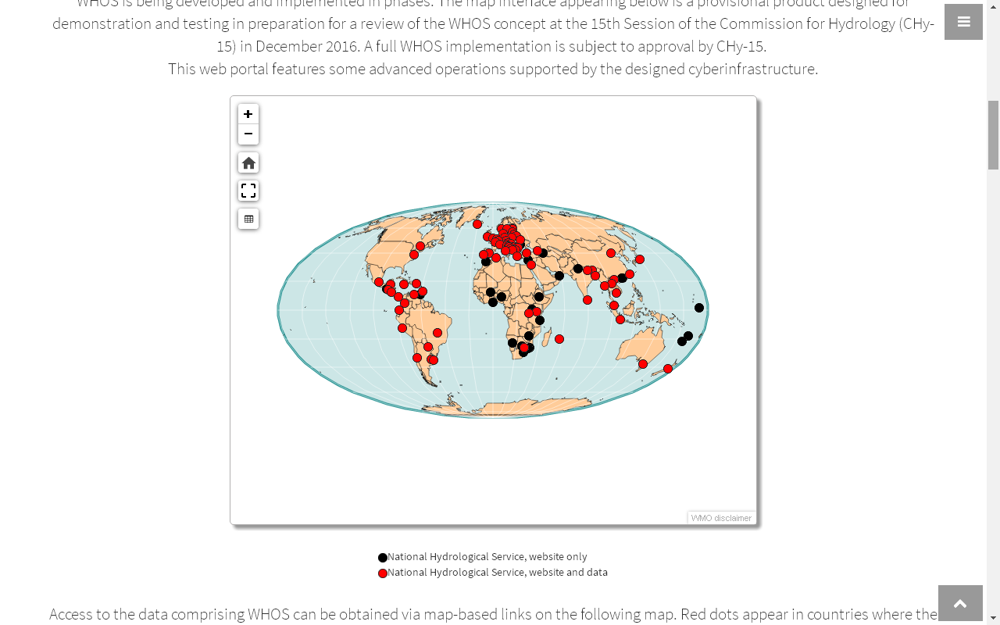 WHOS is being developed and implemented in phases. The map interface appearing below is a provisional product designed for
demonstration and testing in preparation for a review of the WHOS concept at the 15th Session of the Commission for Hydrology (CHy-
15) in December 2016. A full WHOS implementation is subject to approval by CHy-15.
This web portal features some advanced operations supported by the designed cyberinfrastructure.
+
−
WMO disclaimer
National Hydrological Service, website only
National Hydrological Service, website and data
Access to the data comprising WHOS can be obtained via map-based links on the following map. Red dots appear in countries where the